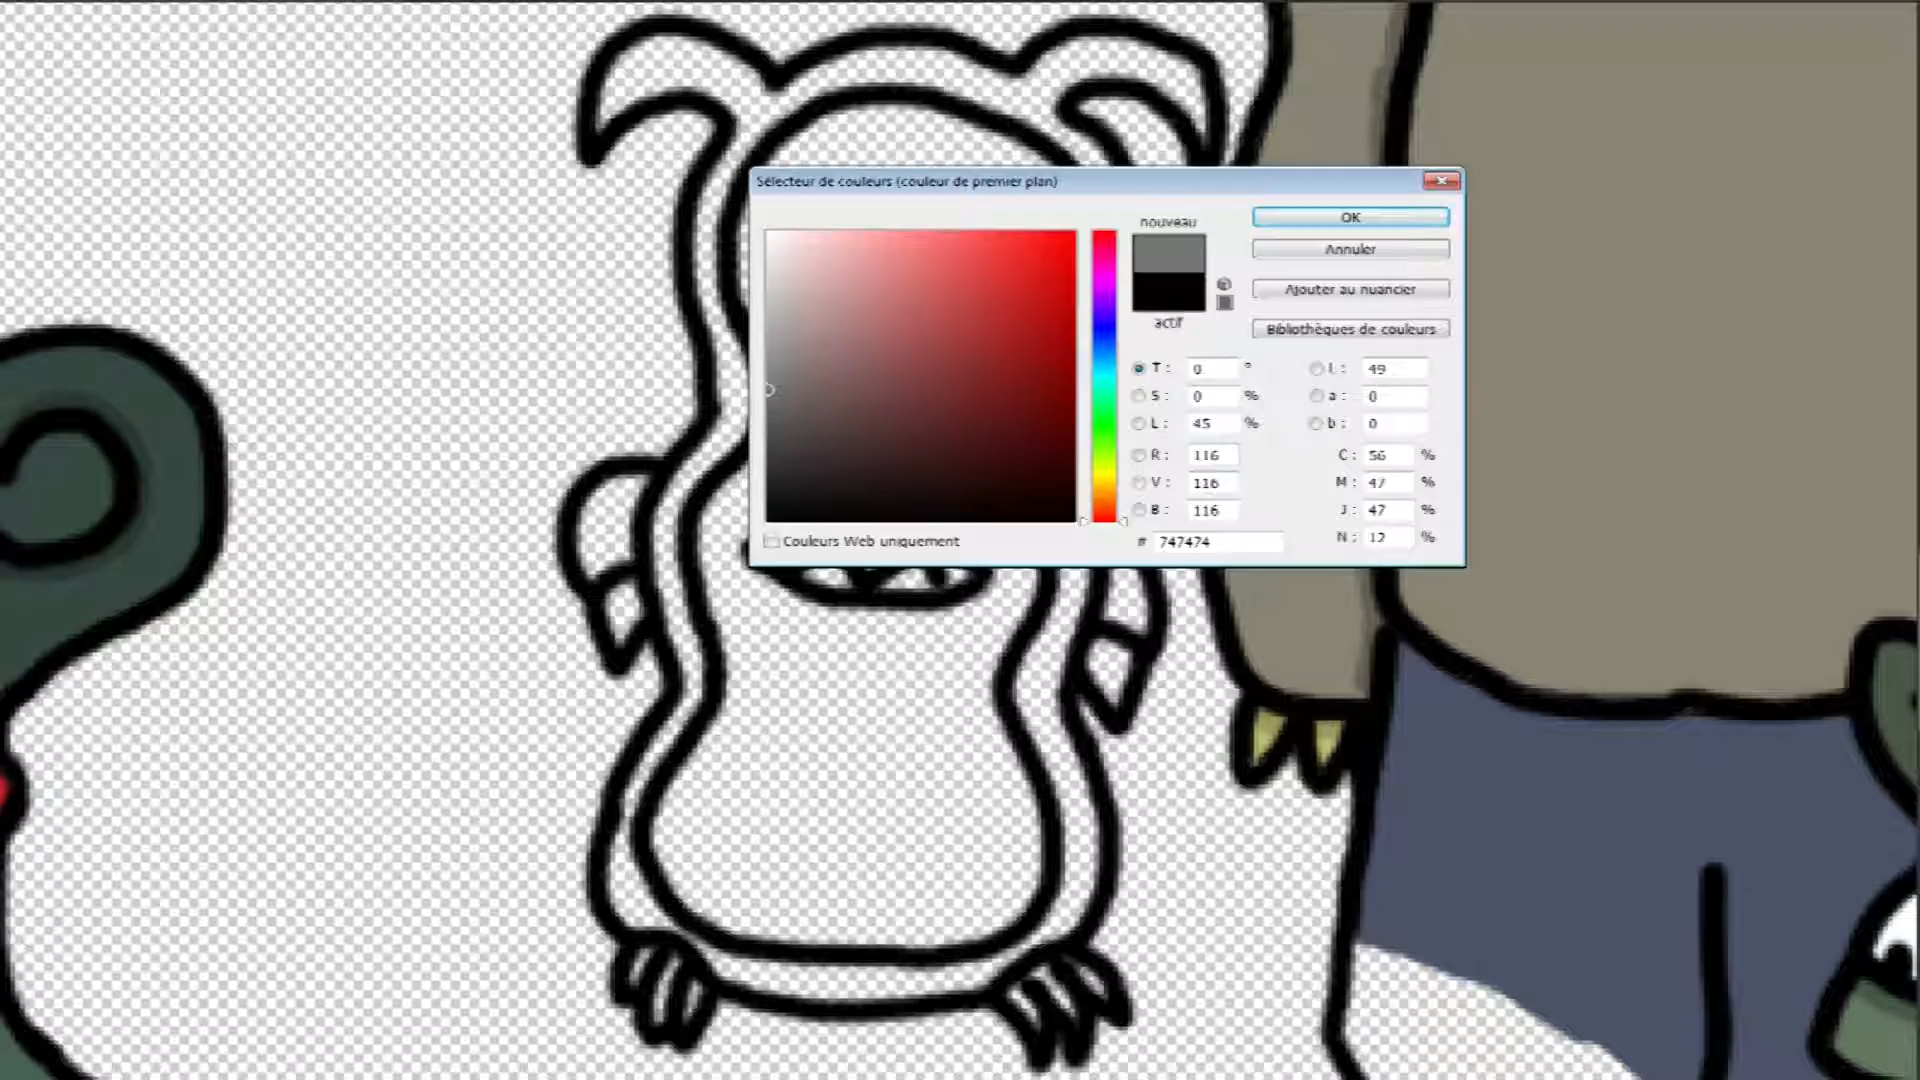 Sélecteur de couleurs (couleur de premier plan)
nouveau
actif
OK
Annuler
Ajouter au nuancier
Bibliothèques de couleurs
T : 0 °
S : 0 %
L : 45 %
R : 116
V : 116
B : 116
# 747474
L : 49
a : 0
b : 0
C : 56 %
M : 47 %
J : 47 %
N : 12 %
Couleurs Web uniquement